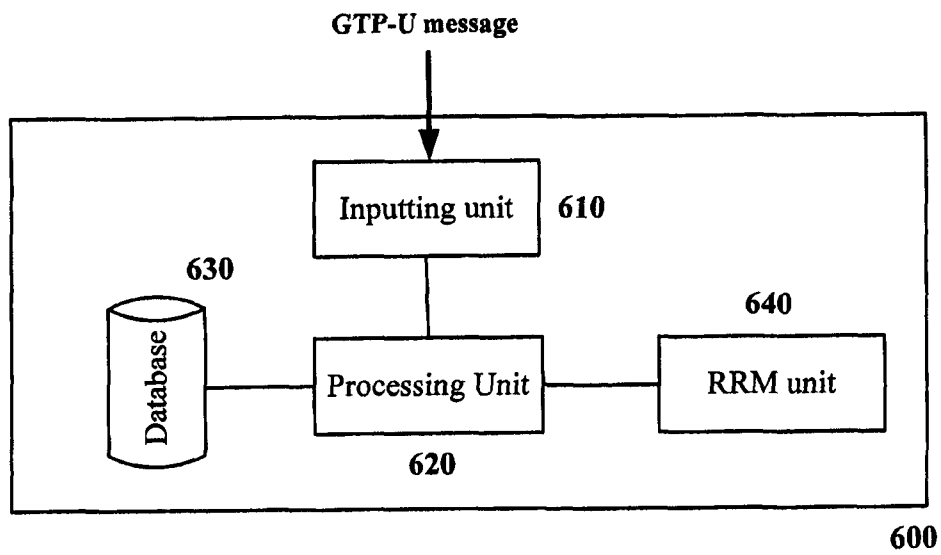 GTP-U message
Inputting unit
610
630
640
Database
Processing Unit
RRM unit
620
600